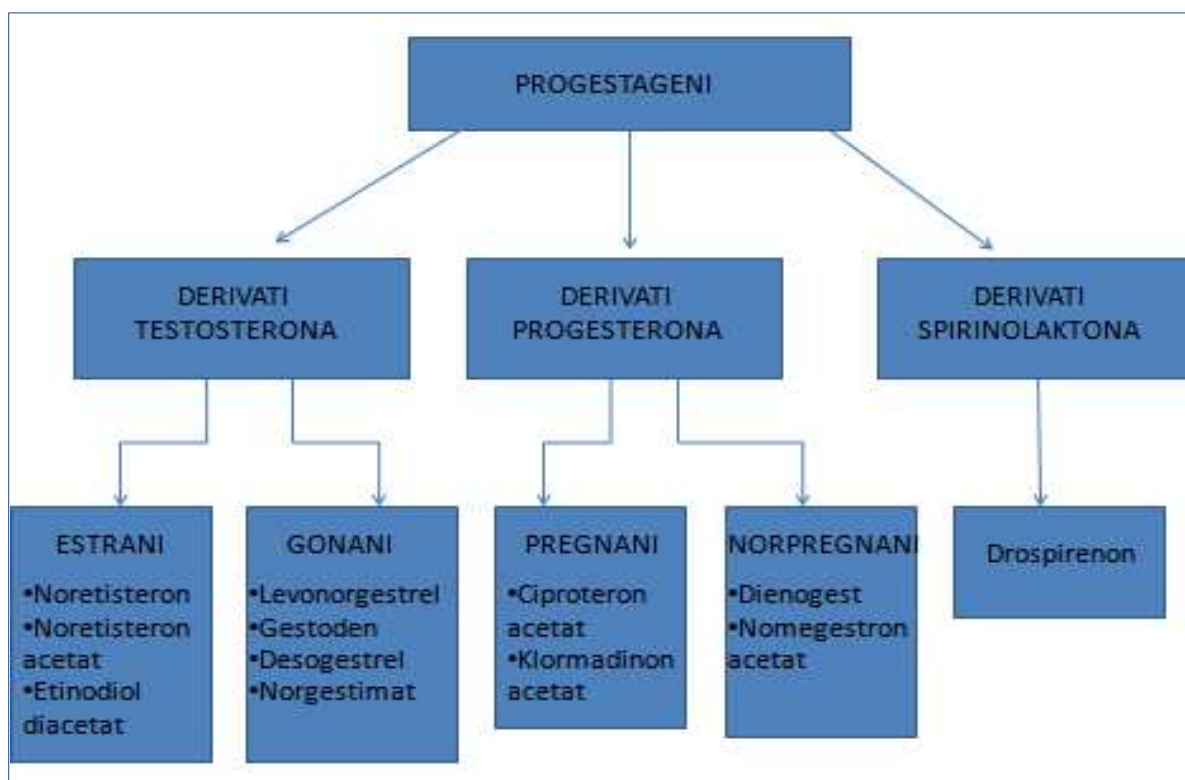 PROGESTAGENI
DERIVATI
TESTOSTERONA
DERIVATI
PROGESTERONA
DERIVATI
SPIRINOLAKTONA
ESTRANI
•Noretisteron
•Noretisteron
acetat
•Etinodiol
diacetat
GONANI
•Levonorgestrel
•Gestoden
•Desogestrel
•Norgestimat
PREGNANI
•Ciproteron
acetat
•Klormadinon
acetat
NORPREGNANI
•Dienogest
•Nomegestron
acetat
Drospirenon